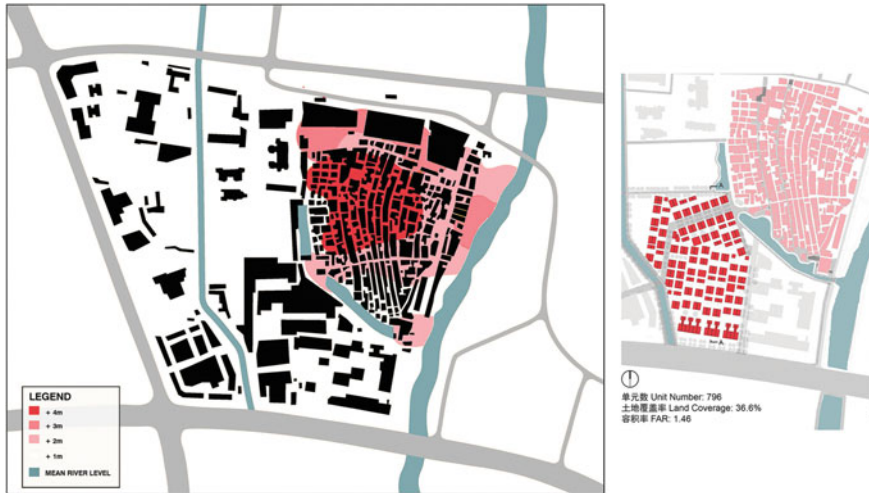 LEGEND
+ 4m
+ 3m
+ 2m
+ 1m
MEAN RIVER LEVEL
单元数 Unit Number: 796
土地覆盖率 Land Coverage: 36.6%
容积率 FAR: 1.46